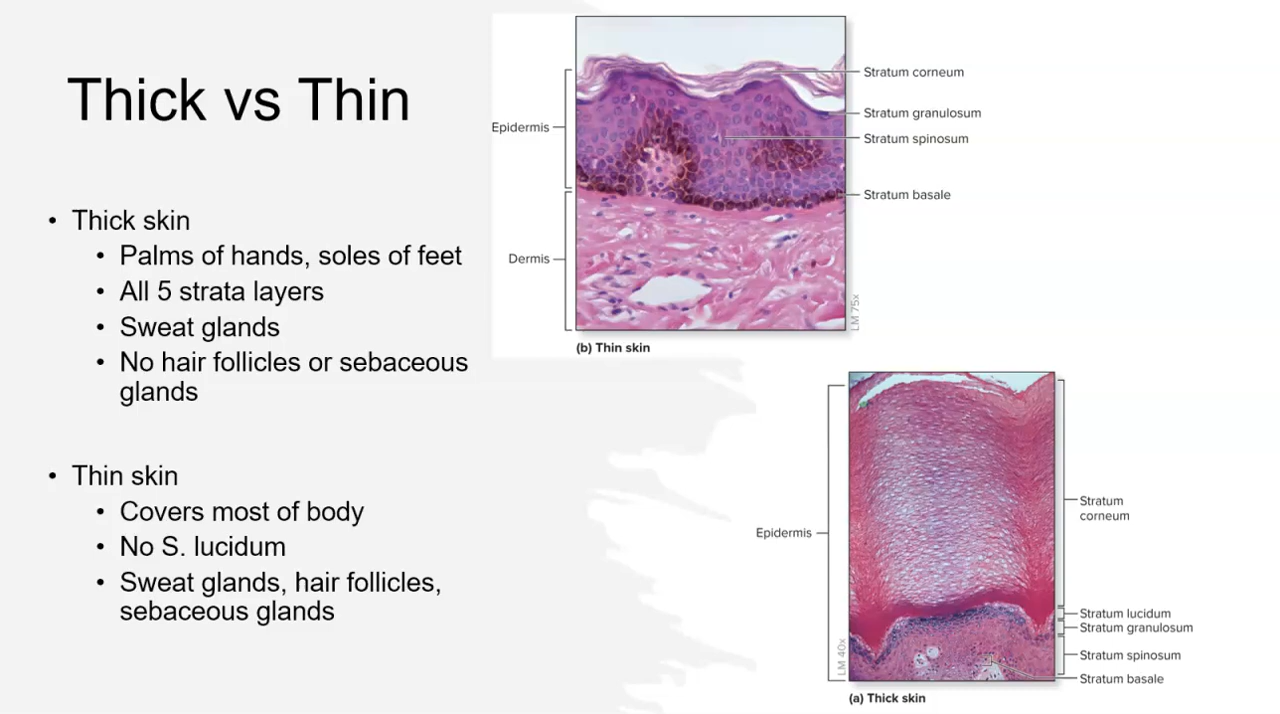 Thick vs Thin
• Thick skin
• Palms of hands, soles of feet
• All 5 strata layers
• Sweat glands
• No hair follicles or sebaceous
glands
• Thin skin
• Covers most of body
• No S. lucidum
• Sweat glands, hair follicles,
sebaceous glands
Epidermis
Dermis
Stratum corneum
Stratum granulosum
Stratum spinosum
Stratum basale
LM 75x
(b) Thin skin
Epidermis
Stratum
corneum
Stratum lucidum
Stratum granulosum
Stratum spinosum
Stratum basale
LM 40x
(a) Thick skin